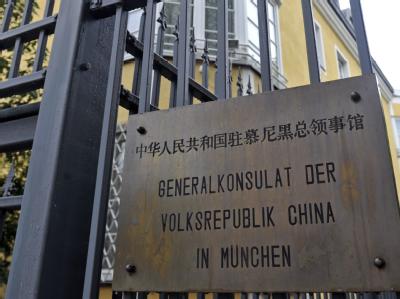 中华人民共和国驻慕尼黑总领事馆
GENERALKONSULAT DER
VOLKSREPUBLIK CHINA
IN MÜNCHEN